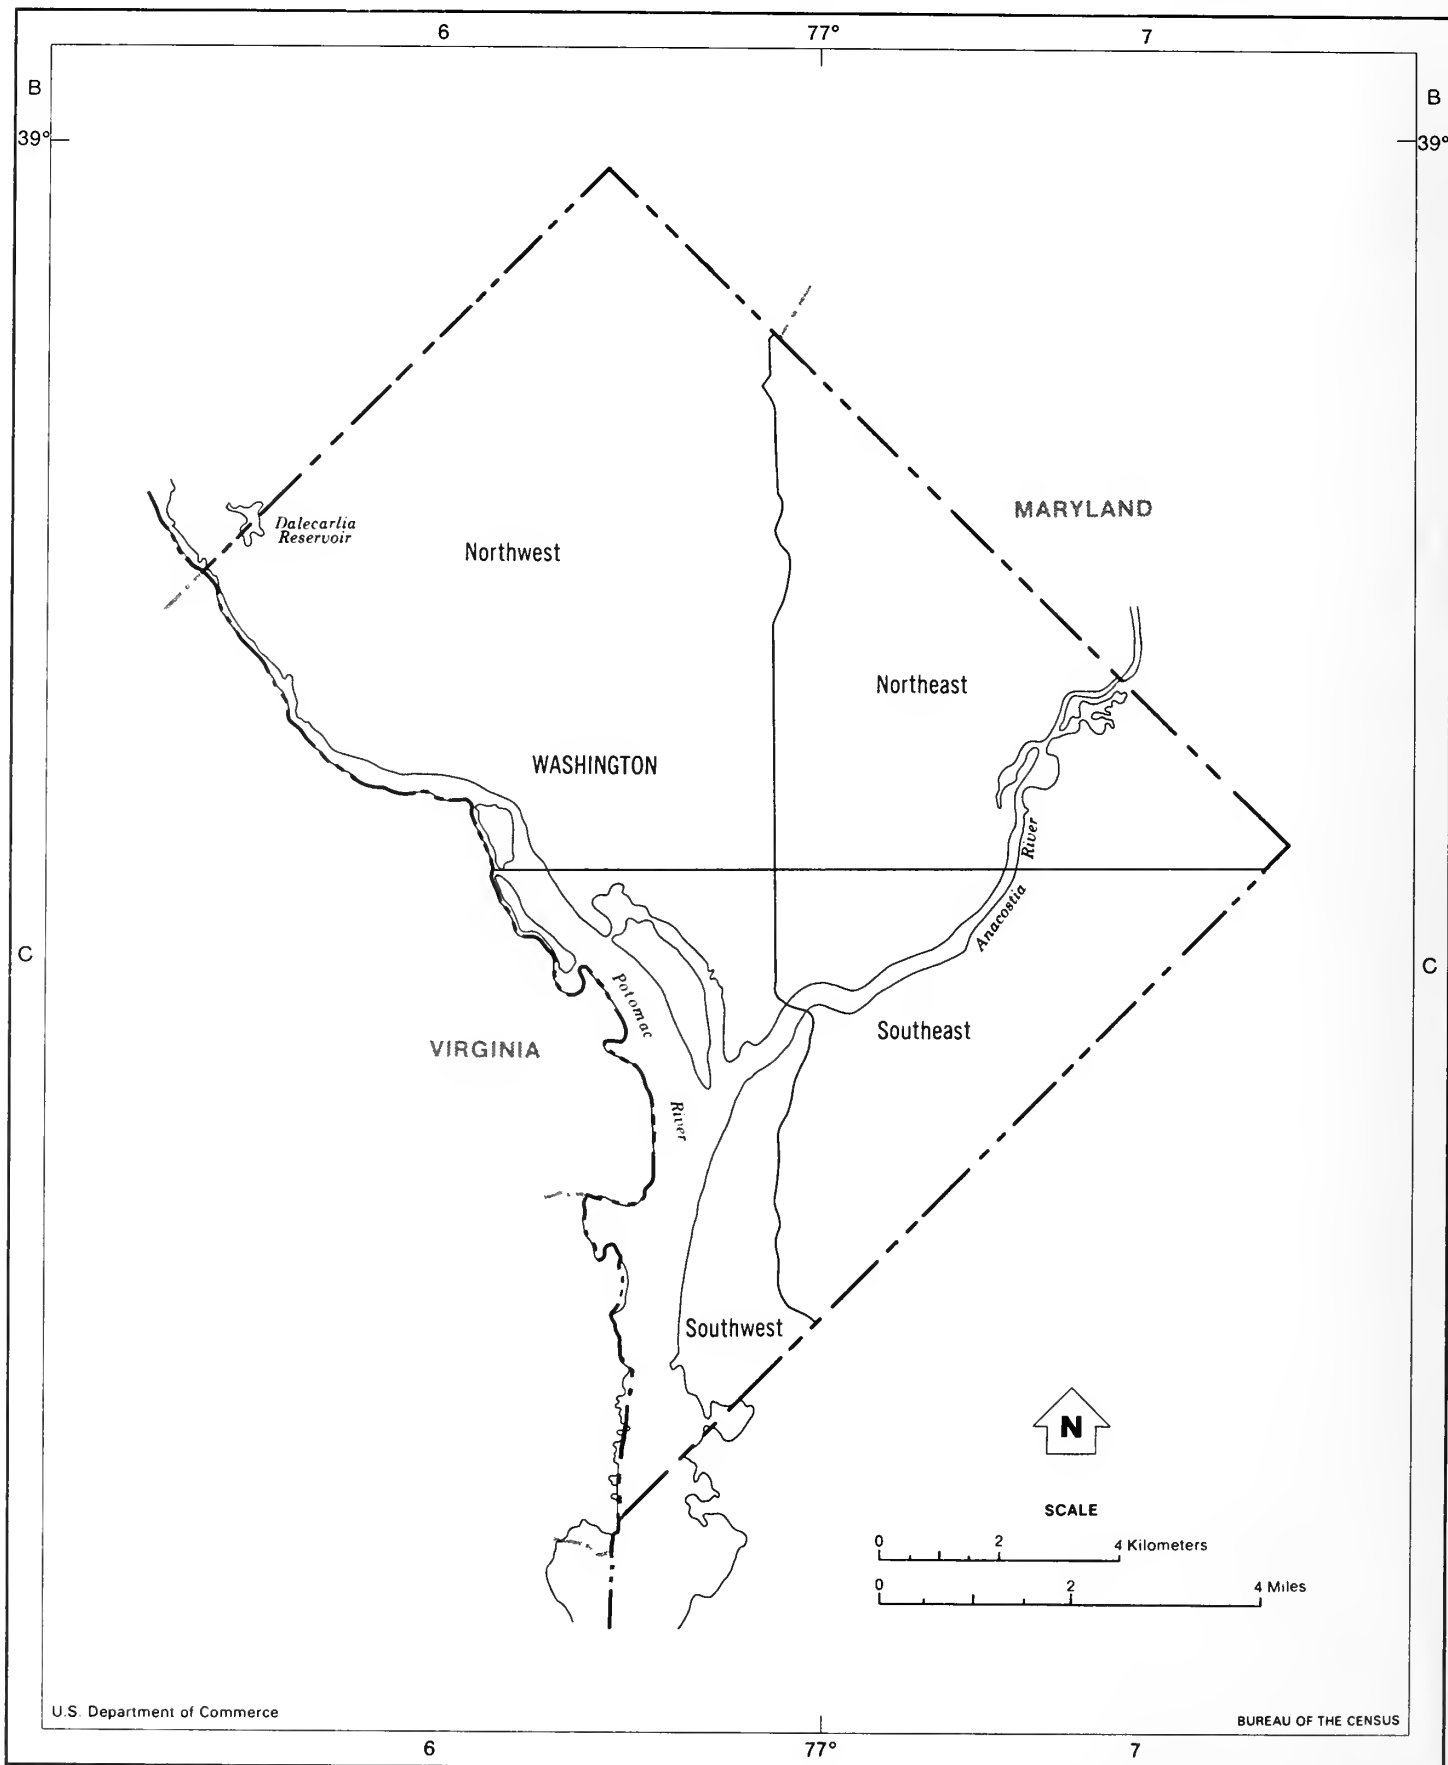 6 77° 7
B B
39° 39°
MARYLAND
Dalecarlia
Reservoir
Northwest
Northeast
WASHINGTON
River
Anacostia
C C
Potomac
Southeast
VIRGINIA
River
Southwest
N
SCALE
0 2 4 Kilometers
0 2 4 Miles
U.S. Department of Commerce
BUREAU OF THE CENSUS
6 77° 7